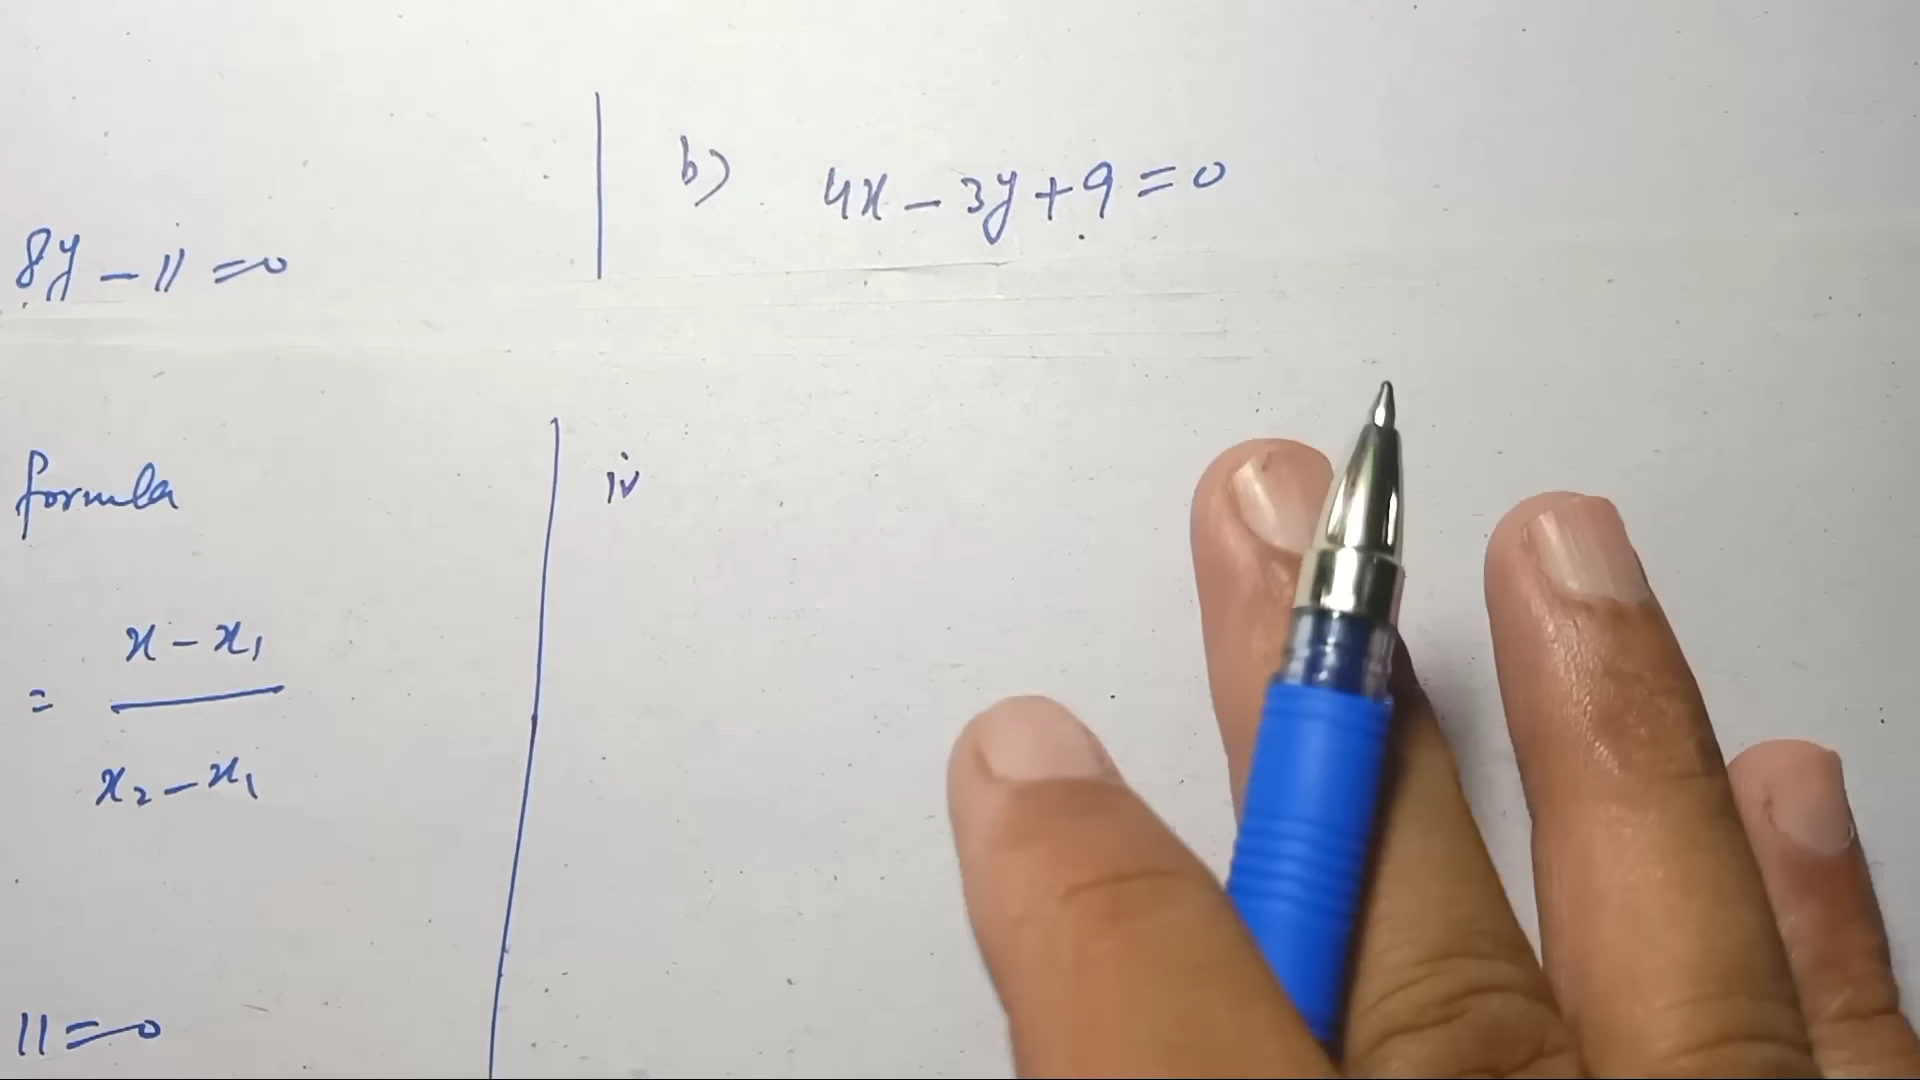 b) 4x - 3y + 9 = 0
8y - 11 = 0
formula
iv
= x - x₁
x₂ - x₁
11 = 0